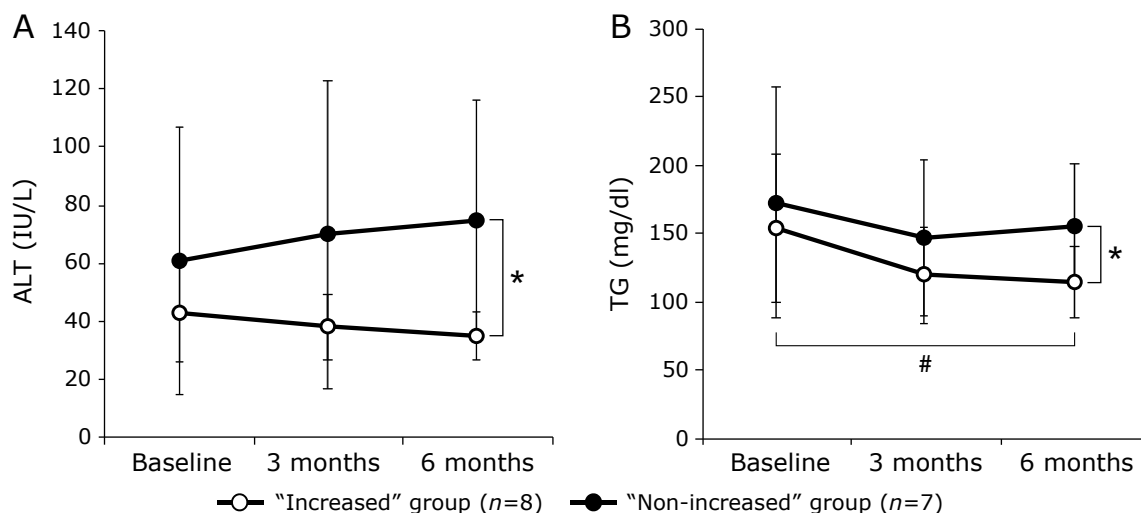 A
B
140
120
100
80
60
40
20
0
ALT (IU/L)
Baseline
3 months
6 months
*
300
250
200
150
100
50
0
TG (mg/dl)
Baseline
3 months
6 months
*
#
“Increased” group (n=8)
“Non-increased” group (n=7)